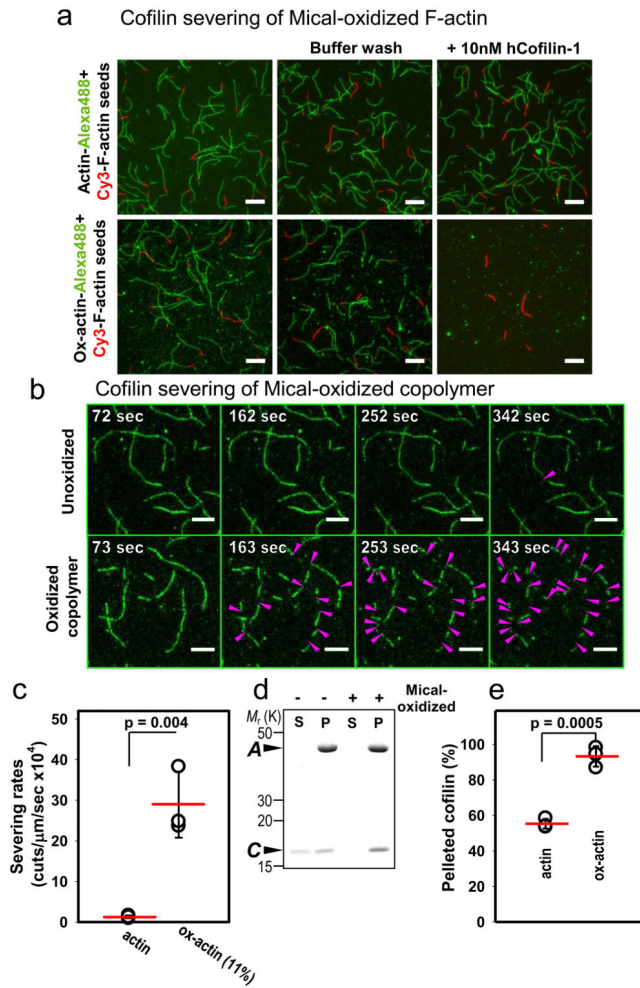 a Cofilin severing of Mical-oxidized F-actin
Buffer wash
+ 10nM hCofilin-1
Actin-Alexa488+
Cy3-F-actin seeds
Ox-actin-Alexa488+
Cy3-F-actin seeds
b Cofilin severing of Mical-oxidized copolymer
Unoxidized
72 sec
162 sec
252 sec
342 sec
Oxidized
copolymer
73 sec
163 sec
253 sec
343 sec
c
Severing rates
(cuts/μm/sec x10⁴)
50
40
30
20
10
0
p = 0.004
actin
ox-actin (11%)
d
- - + + Mical-
oxidized
Mr (K) S P S P
50
A
30
20
C
15
e
Pelleted cofilin (%)
100
80
60
40
20
0
p = 0.0005
actin
ox-actin